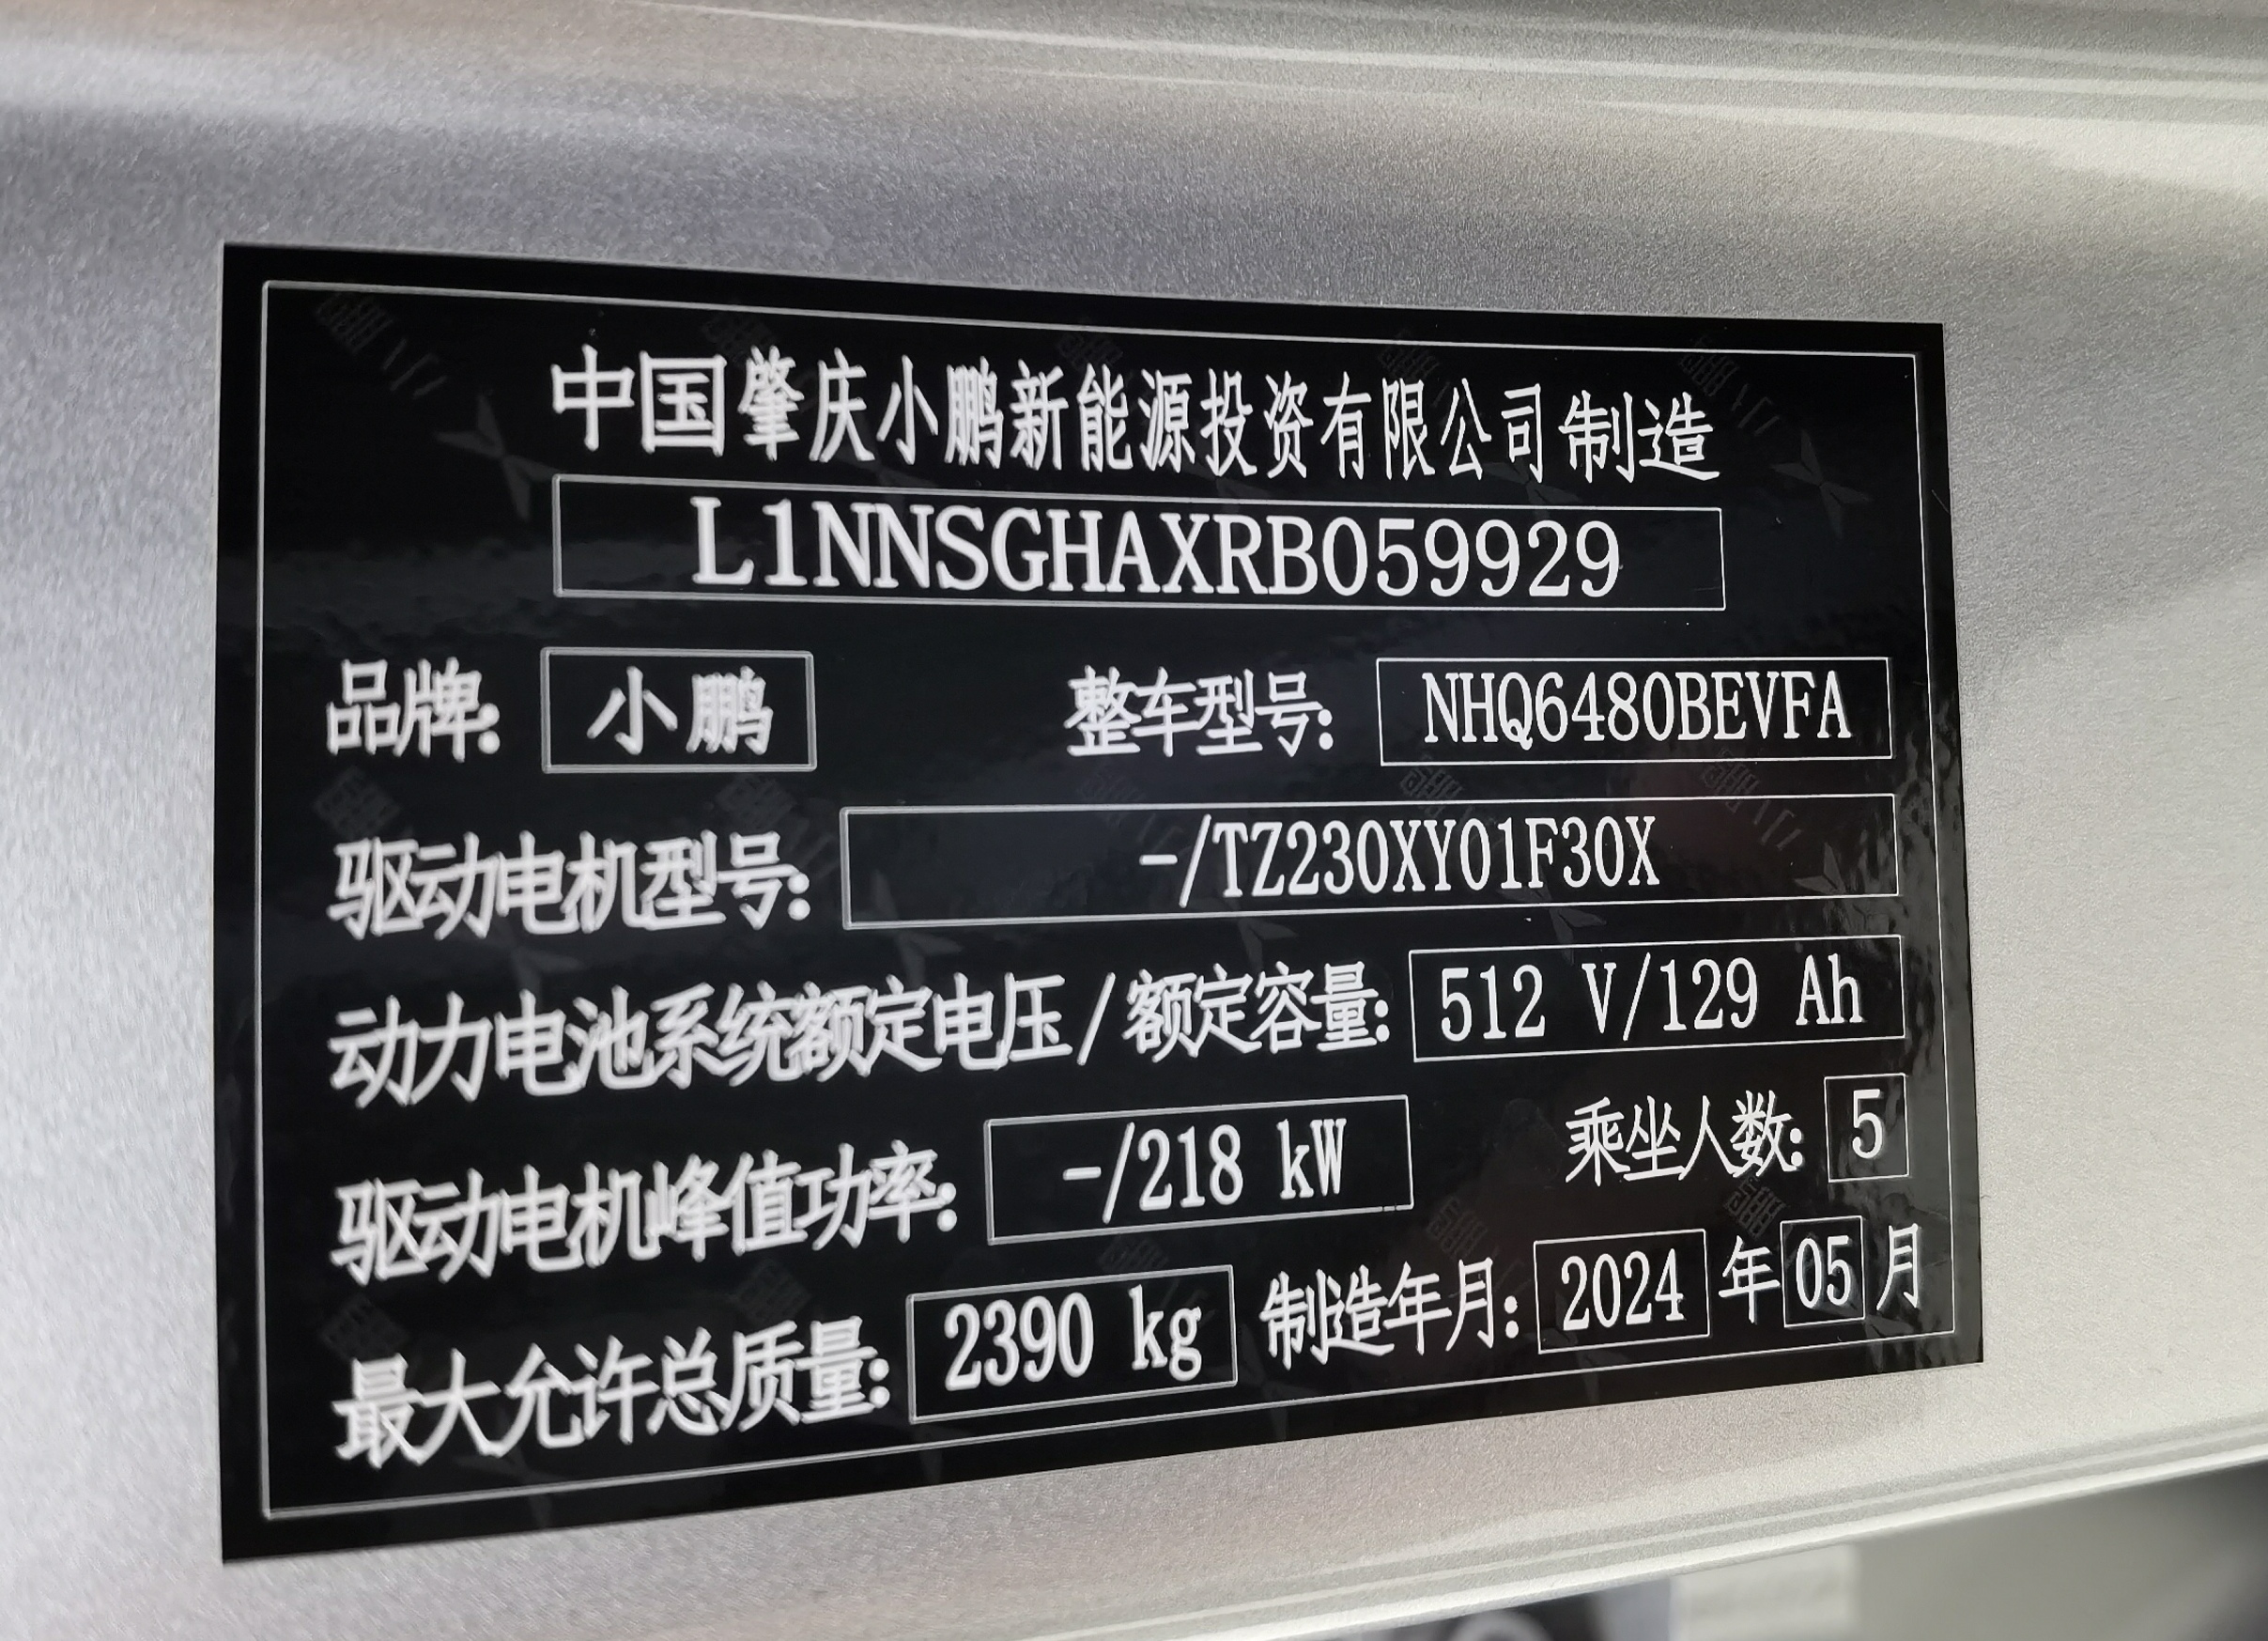 中国肇庆小鹏新能源投资有限公司制造
L1NNSGHAXRB059929
品牌: 小鹏 整车型号: NHQ6480BEVFA
驱动电机型号: -/TZ230XY01F30X
动力电池系统额定电压/额定容量: 512 V/129 Ah
驱动电机峰值功率: -/218 kW 乘坐人数: 5
最大允许总质量: 2390 kg 制造年月: 2024 年 05 月